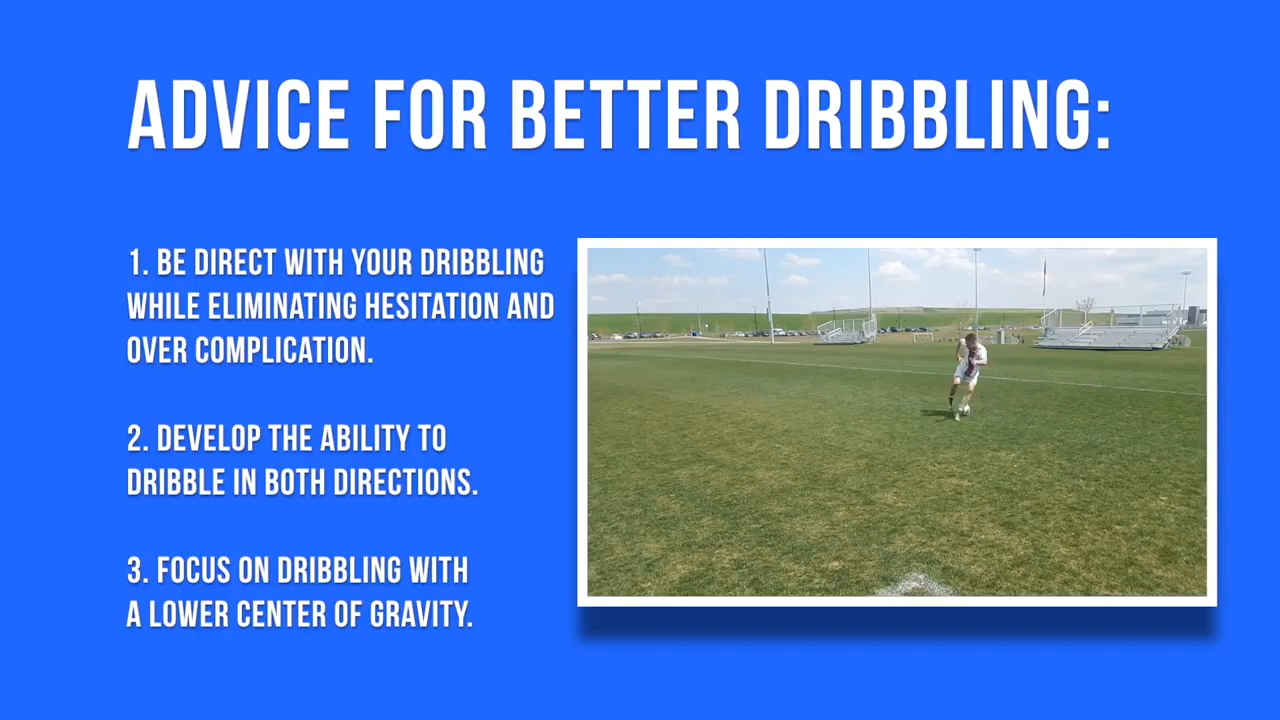 ADVICE FOR BETTER DRIBBLING:
1. BE DIRECT WITH YOUR DRIBBLING
WHILE ELIMINATING HESITATION AND
OVER COMPLICATION.
2. DEVELOP THE ABILITY TO
DRIBBLE IN BOTH DIRECTIONS.
3. FOCUS ON DRIBBLING WITH
A LOWER CENTER OF GRAVITY.